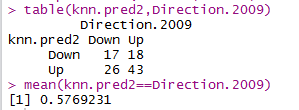 > table(knn.pred2,Direction.2009)
         Direction.2009
knn.pred2 Down Up
     Down   17 18
     Up     26 43
> mean(knn.pred2==Direction.2009)
[1] 0.5769231